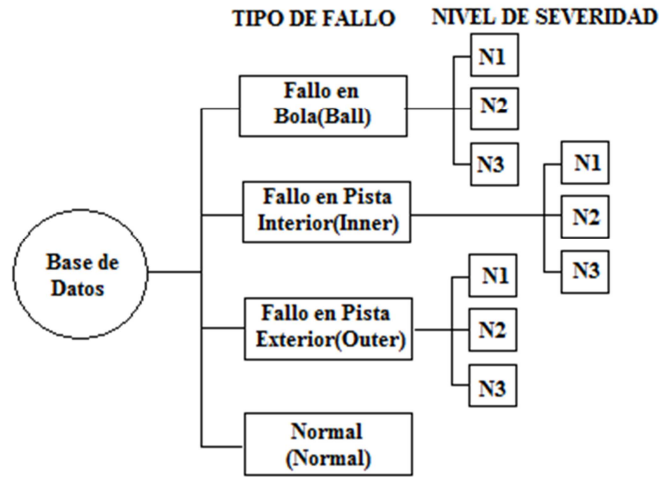 TIPO DE FALLO
NIVEL DE SEVERIDAD
Base de
Datos
Fallo en
Bola(Ball)
N1
N2
N3
Fallo en Pista
Interior(Inner)
N1
N2
N3
Fallo en Pista
Exterior(Outer)
N1
N2
N3
Normal
(Normal)